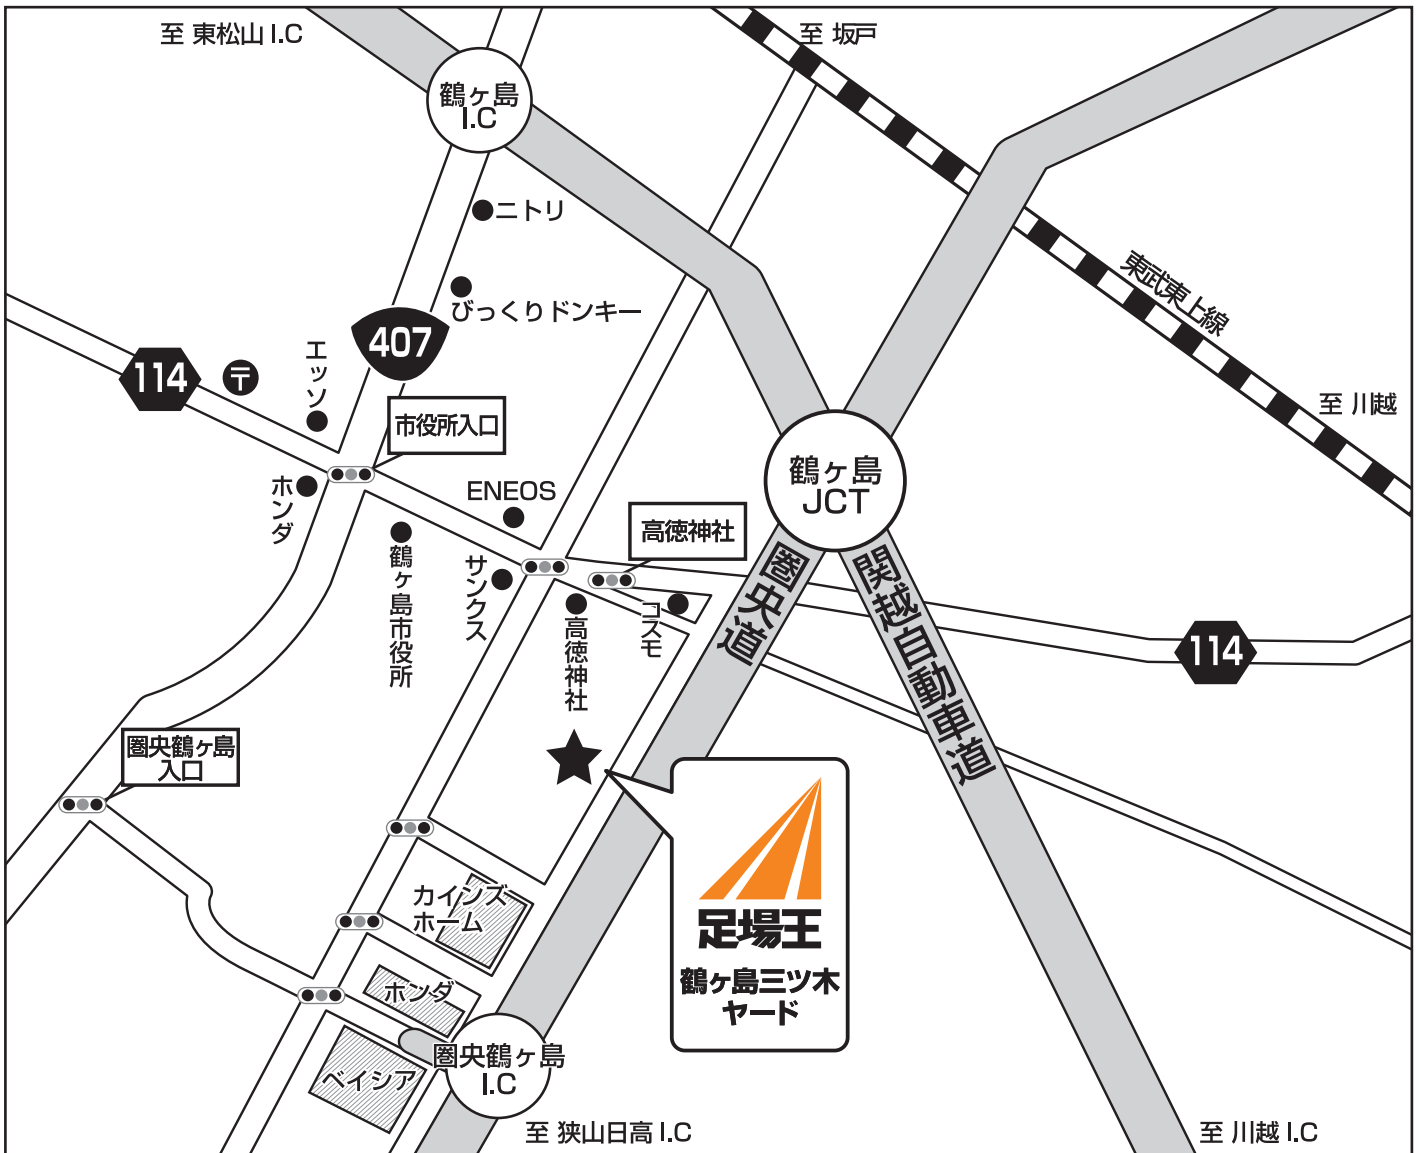 至 東松山 I.C
至 坂戸
鶴ヶ島
I.C
ニトリ
びっくりドンキー
東武東上線
407
エッソ
114
〒
至 川越
市役所入口
鶴ヶ島
JCT
ホンダ
ENEOS
高徳神社
サンクス
鶴ヶ島市役所
高徳神社
コスモ
圏央道
関越自動車道
114
圏央鶴ヶ島
入口
足場王
鶴ヶ島三ツ木
ヤード
カインズ
ホーム
ホンダ
ベイシア
圏央鶴ヶ島
I.C
至 狭山日高 I.C
至 川越 I.C